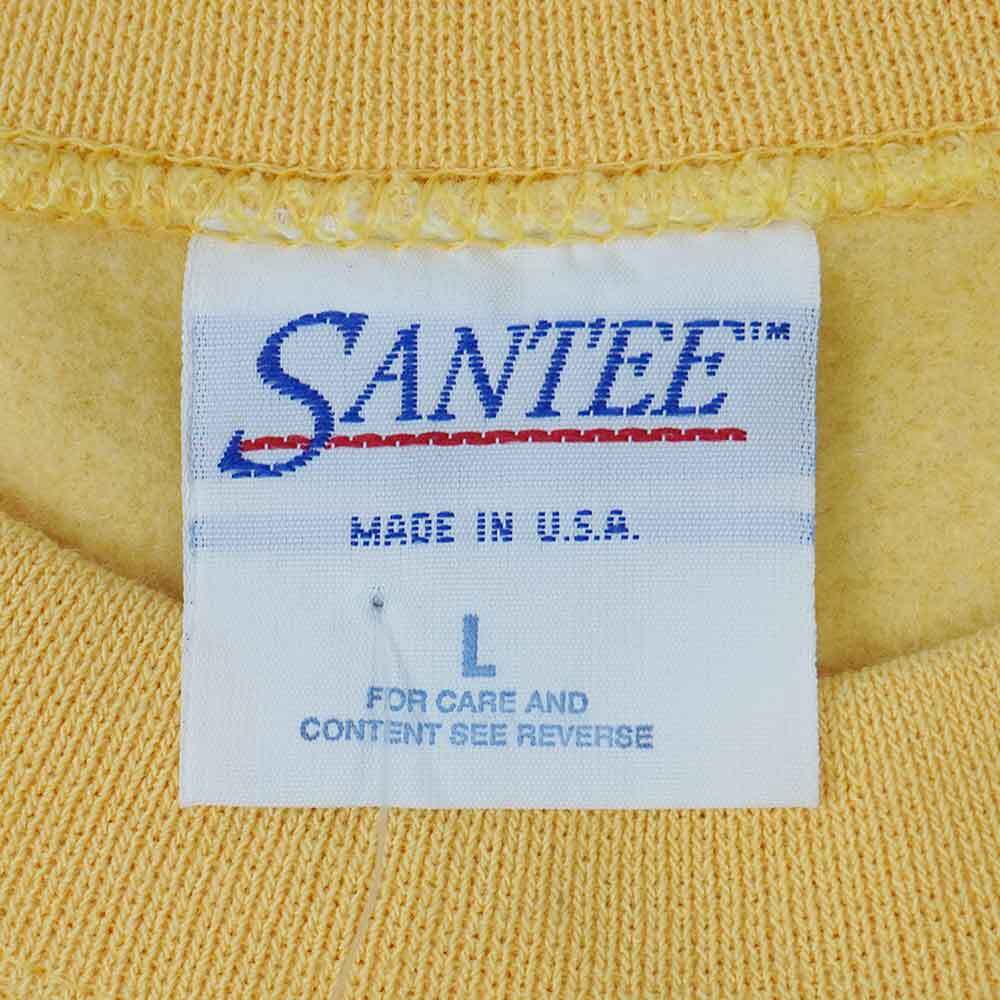 SANTEE™
MADE IN U.S.A.
L
FOR CARE AND
CONTENT SEE REVERSE